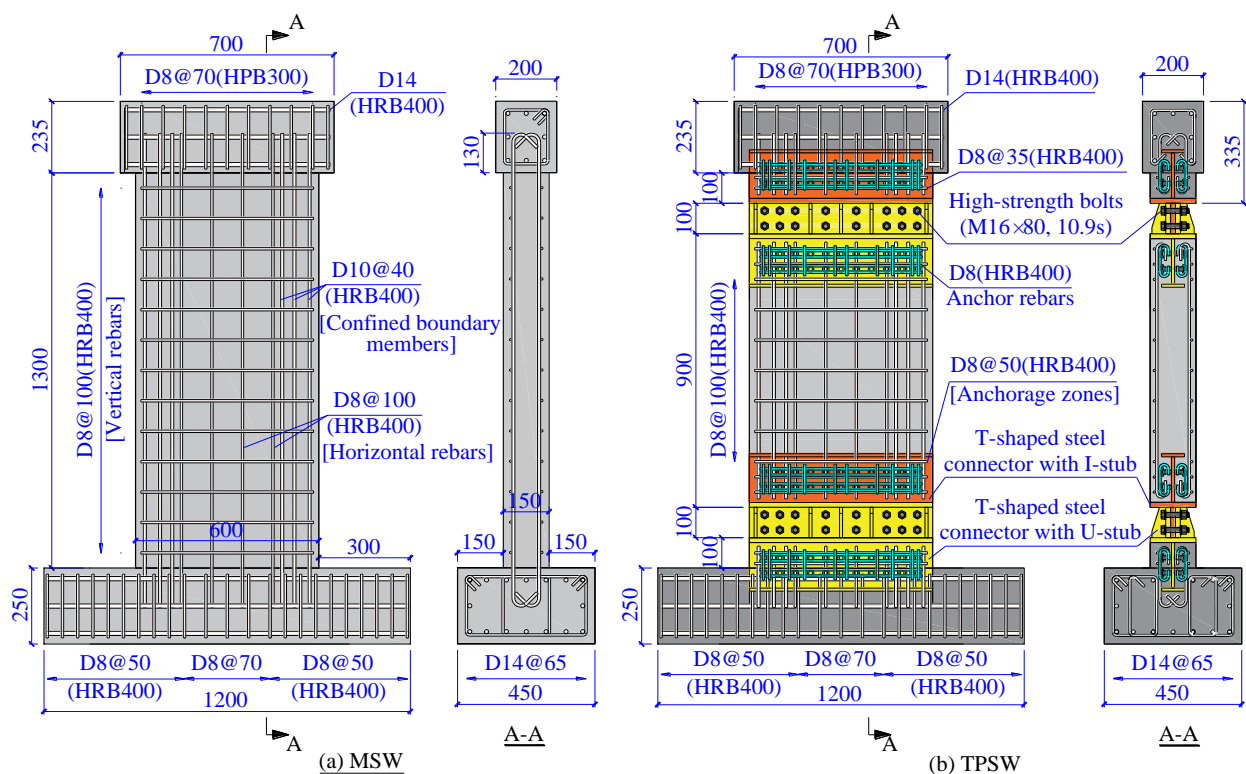 A
700
D8@70(HPB300)
D14
(HRB400)
200
235
130
D8@100(HRB400)
[Vertical rebars]
1300
D10@40
(HRB400)
[Confined boundary
members]
D8@100
(HRB400)
[Horizontal rebars]
600
300
150
150
150
250
D8@50
(HRB400)
D8@70
D8@50
(HRB400)
1200
D14@65
450
A
A-A
(a) MSW
A
700
D8@70(HPB300)
D14(HRB400)
200
235
335
100
100
D8@35(HRB400)
High-strength bolts
(M16×80, 10.9s)
D8(HRB400)
Anchor rebars
900
D8@100(HRB400)
D8@50(HRB400)
[Anchorage zones]
T-shaped steel
connector with I-stub
T-shaped steel
connector with U-stub
100
100
250
D8@50
(HRB400)
D8@70
D8@50
(HRB400)
1200
D14@65
450
A
A-A
(b) TPSW